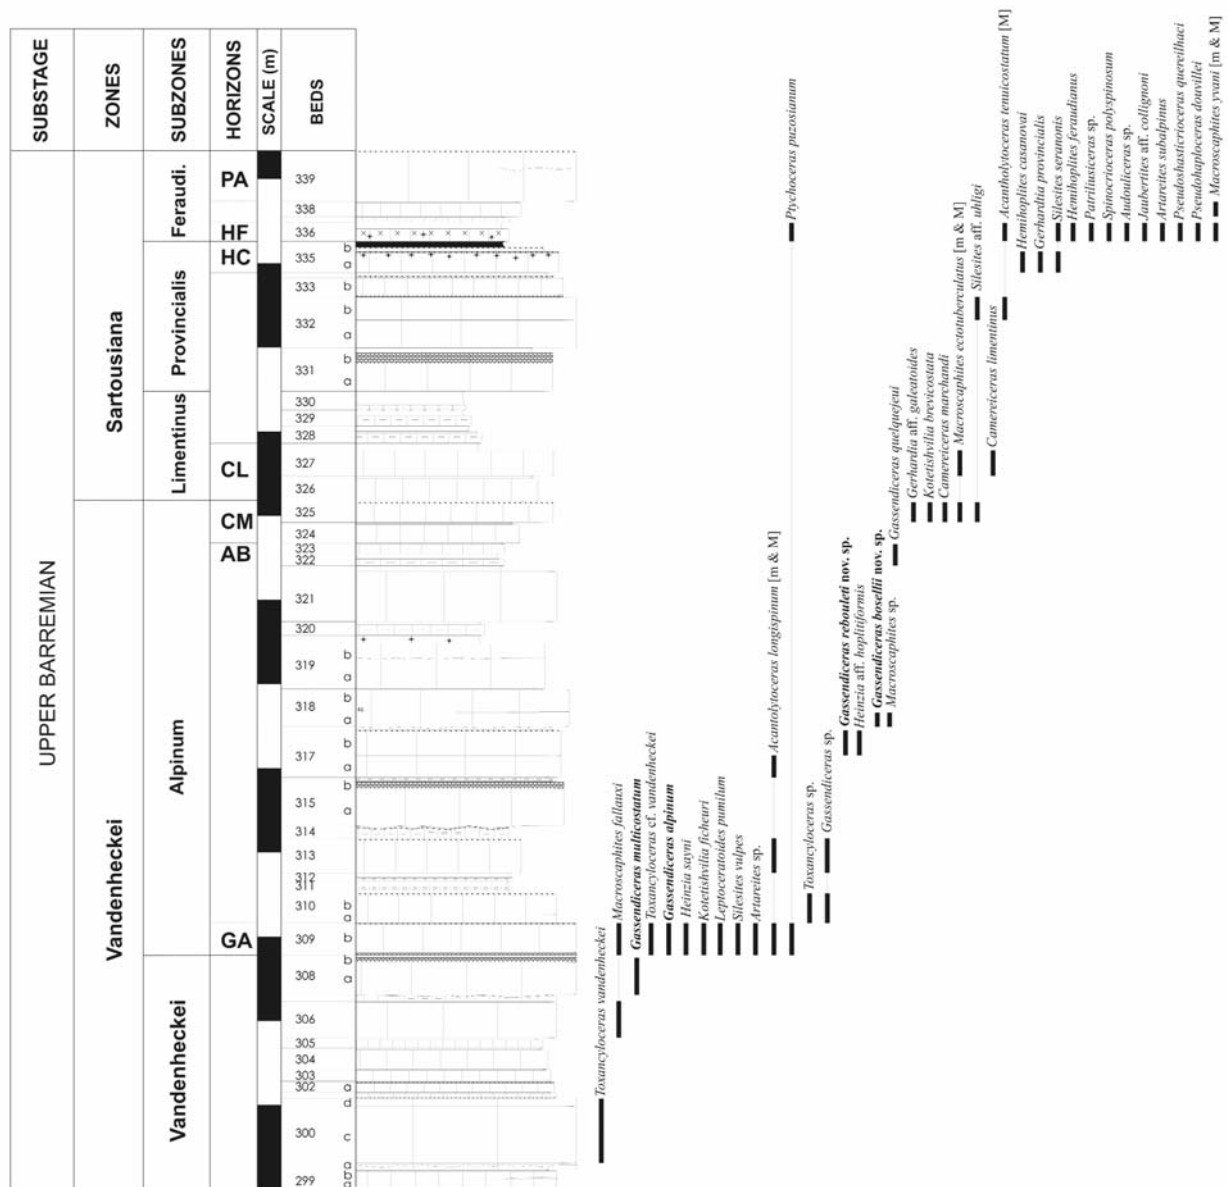 SUBSTAGE
ZONES
SUBZONES
HORIZONS
SCALE (m)
BEDS
UPPER BARREMIAN
Sartousiana
Vandenheckei
Feraudi.
Provincialis
Limentinus
Alpinum
Vandenheckei
PA
HF
HC
CL
CM
AB
GA
339
338
336
335 b
a
333 b
332 b
a
331 b
a
330
329
328
327
326
325
324
323
322
321
320
319 b
a
318 b
a
317 b
a
315 b
a
314
313
312
311
310 b
a
309 b
308 b
a
306
305
304
303
302 a
300 d
c
a
299 b
a
Toxancyloceras vandenheckei
Macroscaphites fallauxi
Gassendiceras multicostatum
Toxancyloceras cf. vandenheckei
Gassendiceras alpinum
Heinzia sayni
Kotetishvilia ficheuri
Leptoceratoides pumilum
Silesites vulpes
Artareites sp.
Acantolytoceras longispinum [m & M]
Ptychoceras puzosianum
Toxancyloceras sp.
Gassendiceras sp.
Gassendiceras rebouleti nov. sp.
Heinzia aff. hoplitiformis
Gassendiceras bosellii nov. sp.
Macroscaphites sp.
Gassendiceras quelquejeui
Gerhardia aff. galeatoides
Kotetishvilia brevicostata
Camereiceras marchandi
Macroscaphites ectotuberculatus [m & M]
Silesites aff. uhligi
Camereiceras limentinus
Acantholytoceras tenuicostatum [M]
Hemihoplites casanovai
Gerhardtia provincialis
Silesites seranonis
Hemihoplites feraudianus
Patruliusiceras sp.
Spinocrioceras polyspinosum
Audouliceras sp.
Jaubertites aff. collignoni
Artareites subalpinus
Pseudoshasticrioceras quereilhaci
Pseudohaploceras douvillei
Macroscaphites yvani [m & M]